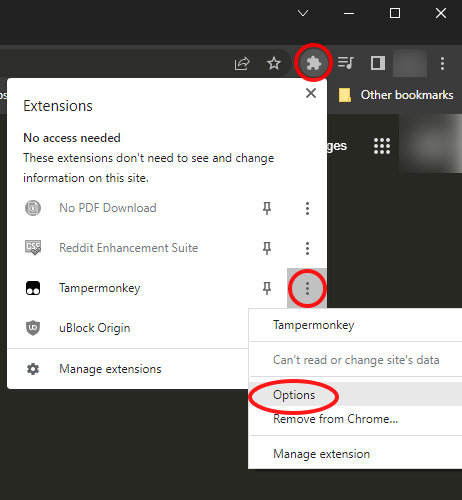 Other bookmarks
Extensions
No access needed
These extensions don't need to see and change
information on this site.
ges
No PDF Download
CSS
Reddit Enhancement Suite
Tampermonkey
uBlock Origin
Manage extensions
Tampermonkey
Can't read or change site's data
Options
Remove from Chrome...
Manage extension